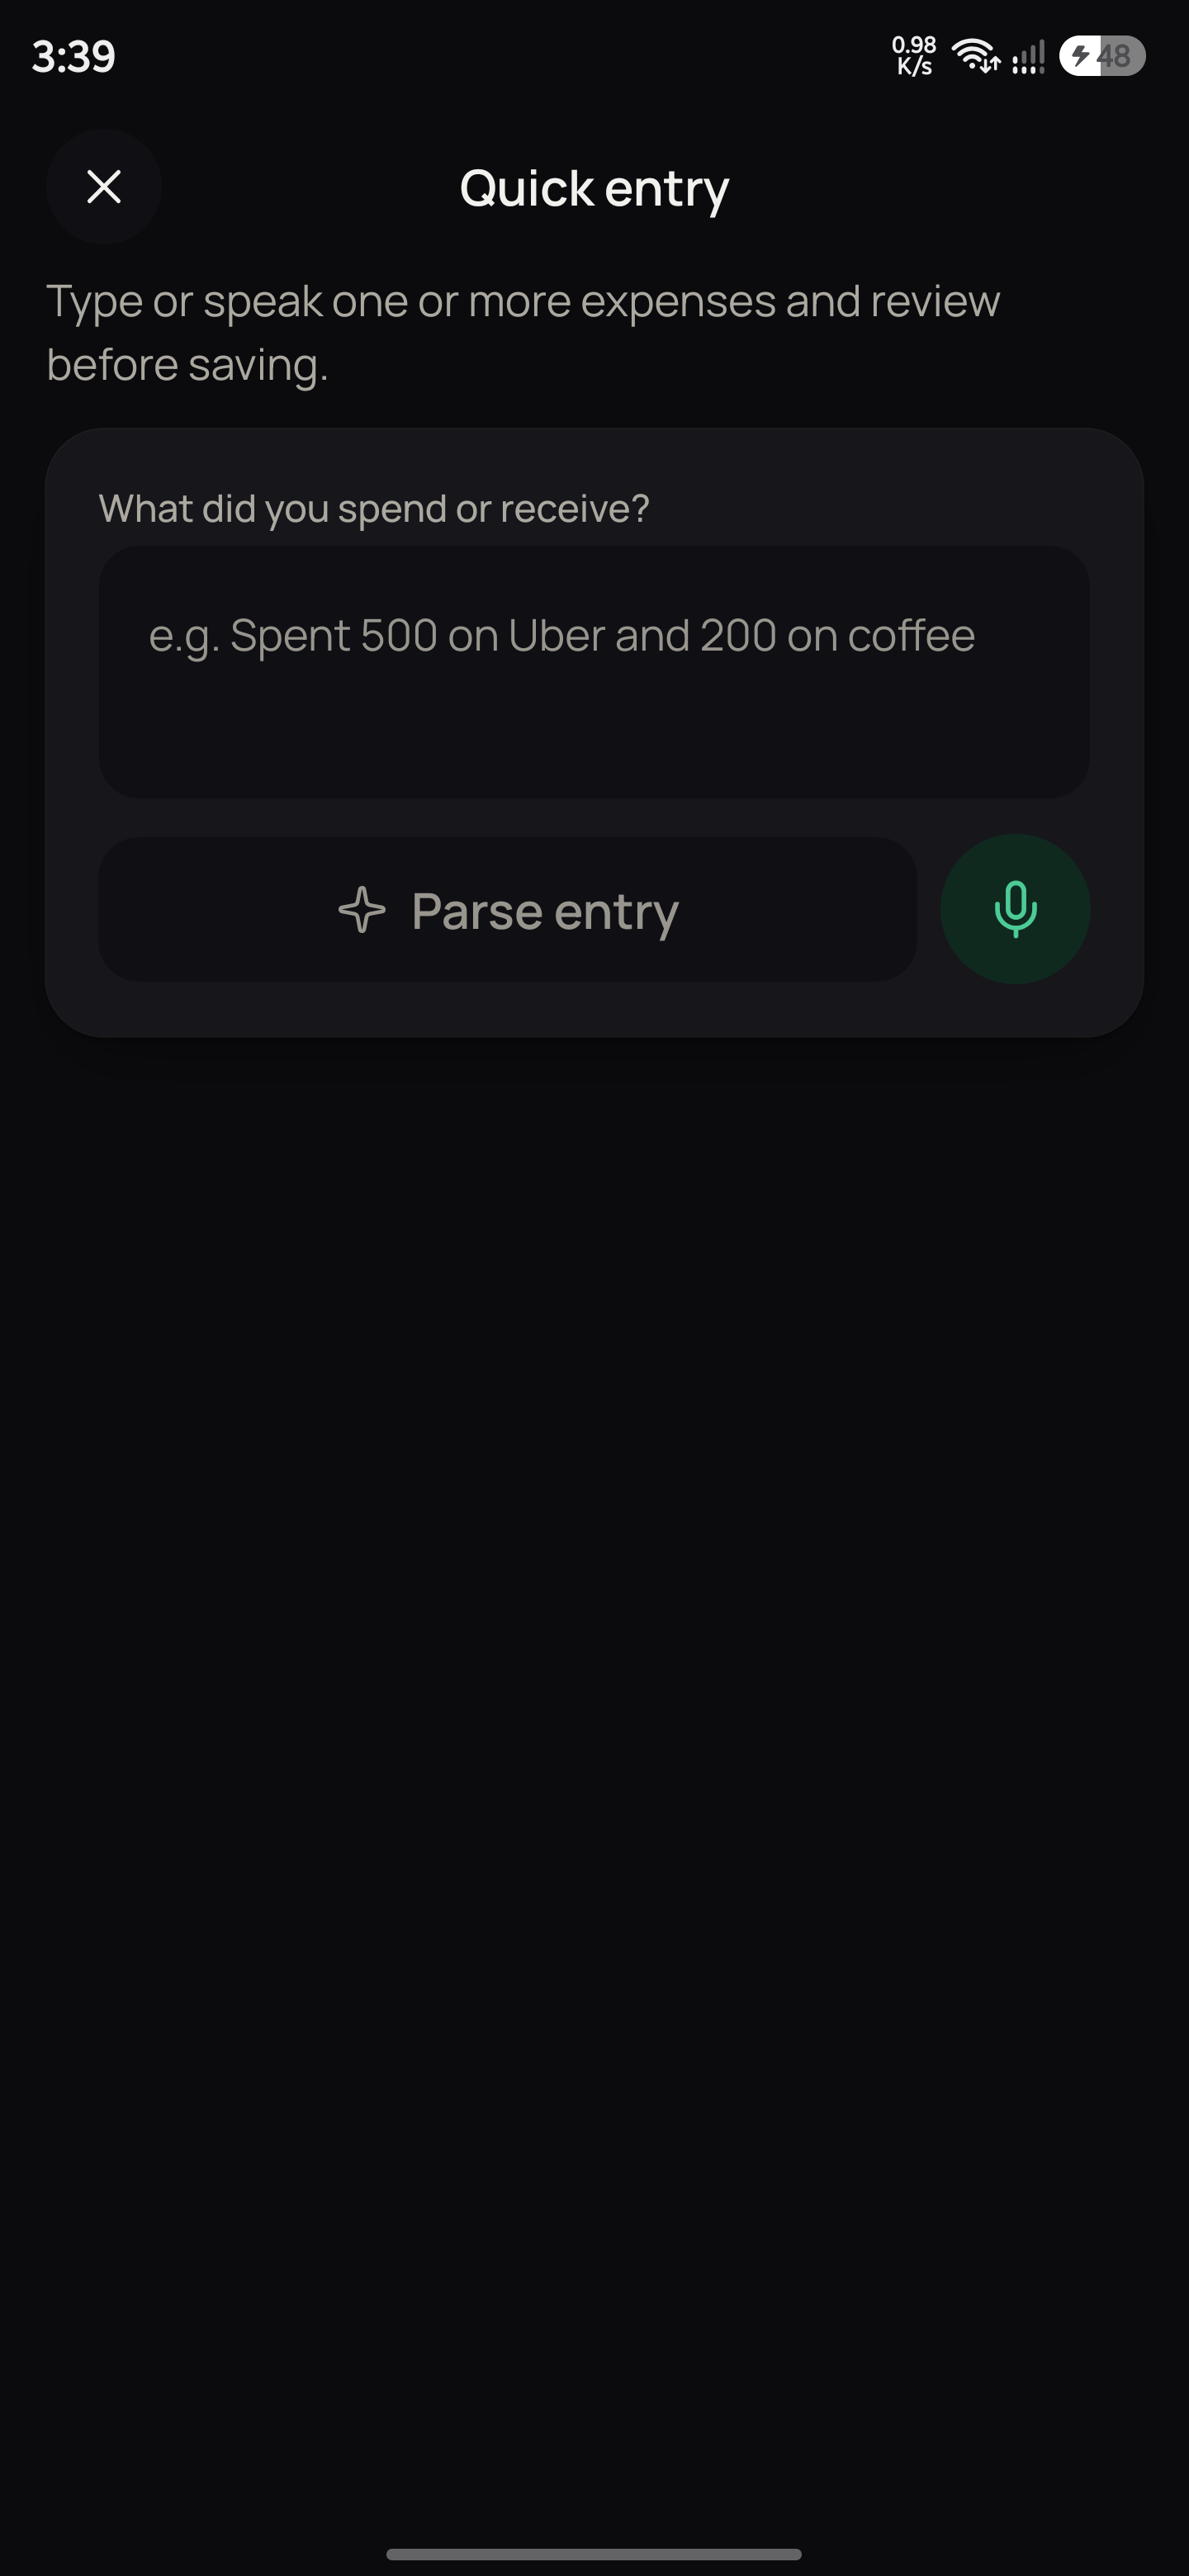 3:39
0.98
K/s
48
Quick entry
Type or speak one or more expenses and review
before saving.
What did you spend or receive?
e.g. Spent 500 on Uber and 200 on coffee
Parse entry